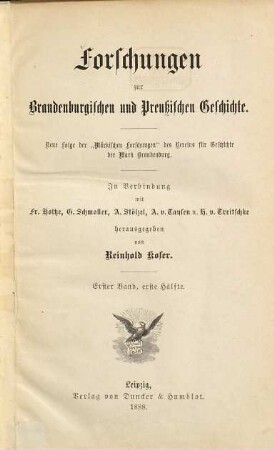 Forschungen
zur
Brandenburgischen und Preußischen Geschichte.
Neue Folge der „Märkischen Forschungen“ des Vereins für Geschichte
der Mark Brandenburg.
In Verbindung
mit
Fr. Holtze, G. Schmoller, A. Stölzel, A. v. Taysen u. H. v. Treitschke
herausgegeben
von
Reinhold Koser.
Erster Band, erste Hälfte.
Leipzig,
Verlag von Duncker & Humblot.
1888.